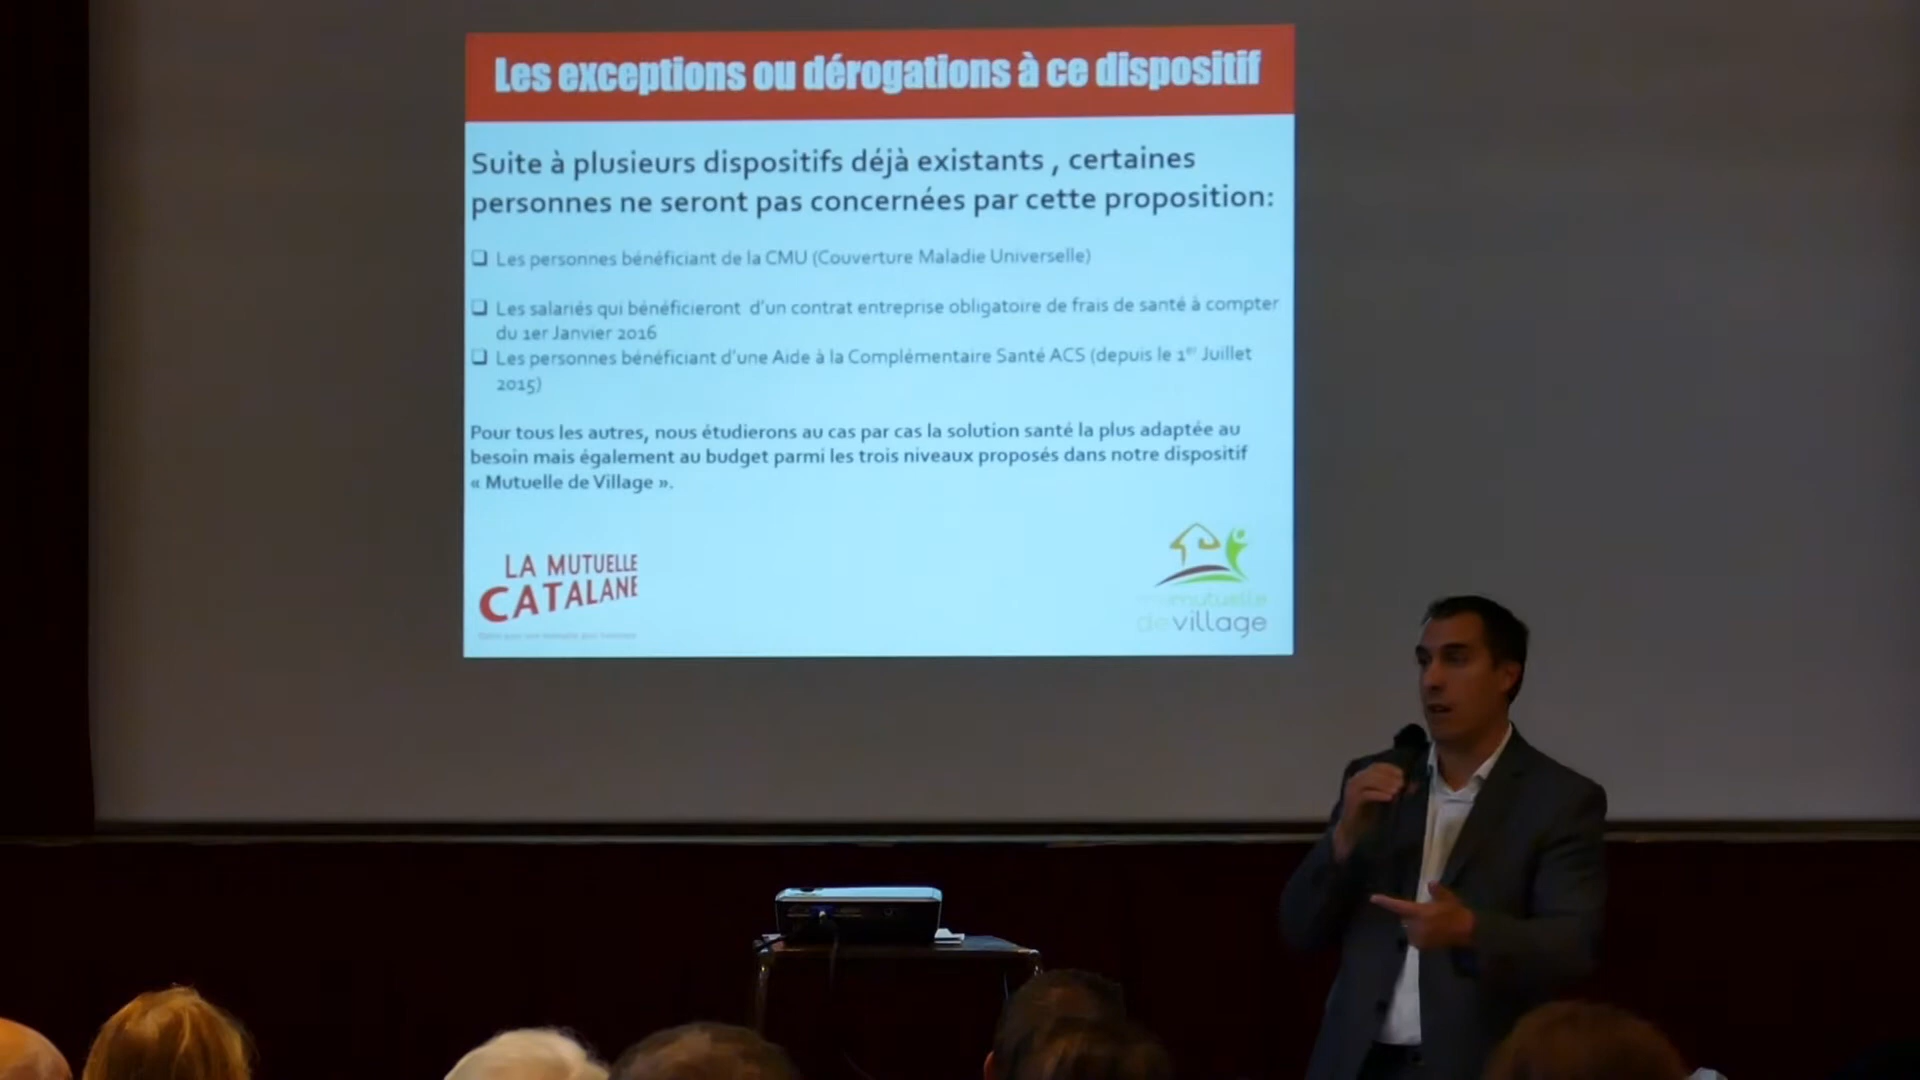 Les exceptions ou dérogations à ce dispositif
Suite à plusieurs dispositifs déjà existants , certaines
personnes ne seront pas concernées par cette proposition:
❑ Les personnes bénéficiant de la CMU (Couverture Maladie Universelle)
❑ Les salariés qui bénéficieront d'un contrat entreprise obligatoire de frais de santé à compter
du 1er Janvier 2016
❑ Les personnes bénéficiant d'une Aide à la Complémentaire Santé ACS (depuis le 1er Juillet
2015)
Pour tous les autres, nous étudierons au cas par cas la solution santé la plus adaptée au
besoin mais également au budget parmi les trois niveaux proposés dans notre dispositif
« Mutuelle de Village ».
LA MUTUELLE
CATALANE
mutuelle
de village